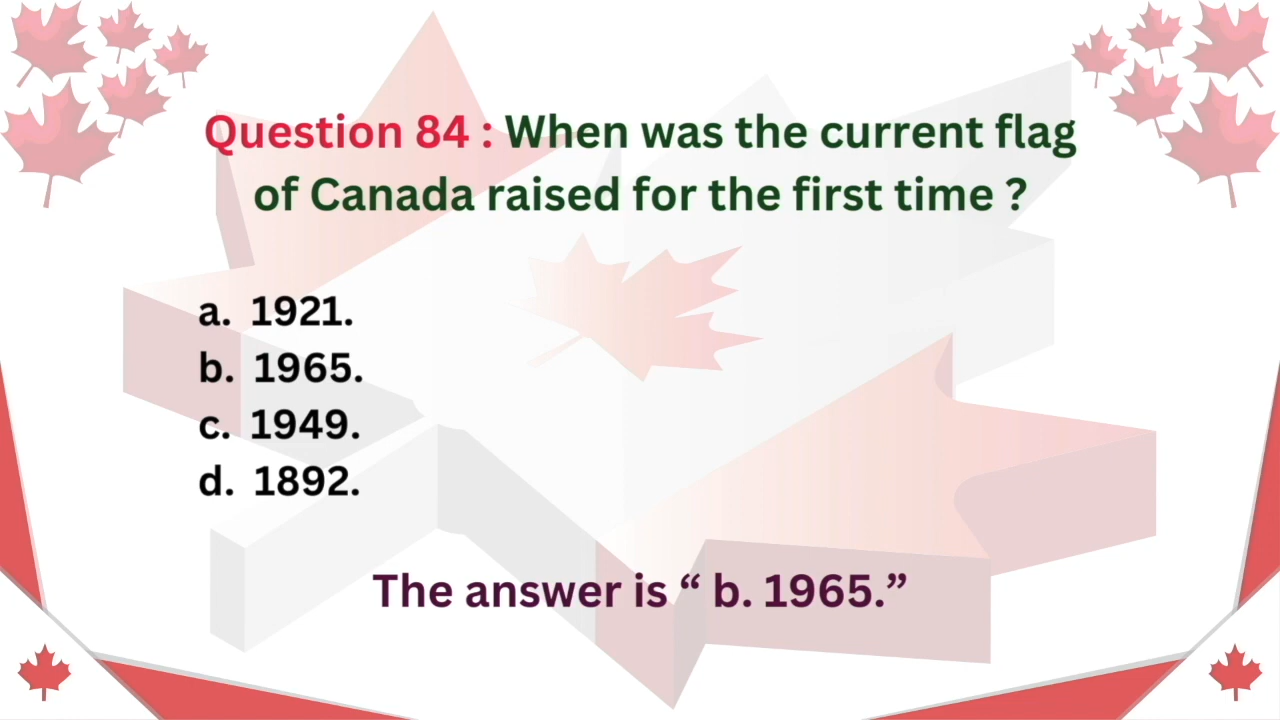 Question 84 : When was the current flag
of Canada raised for the first time ?
a. 1921.
b. 1965.
c. 1949.
d. 1892.
The answer is “ b. 1965.”